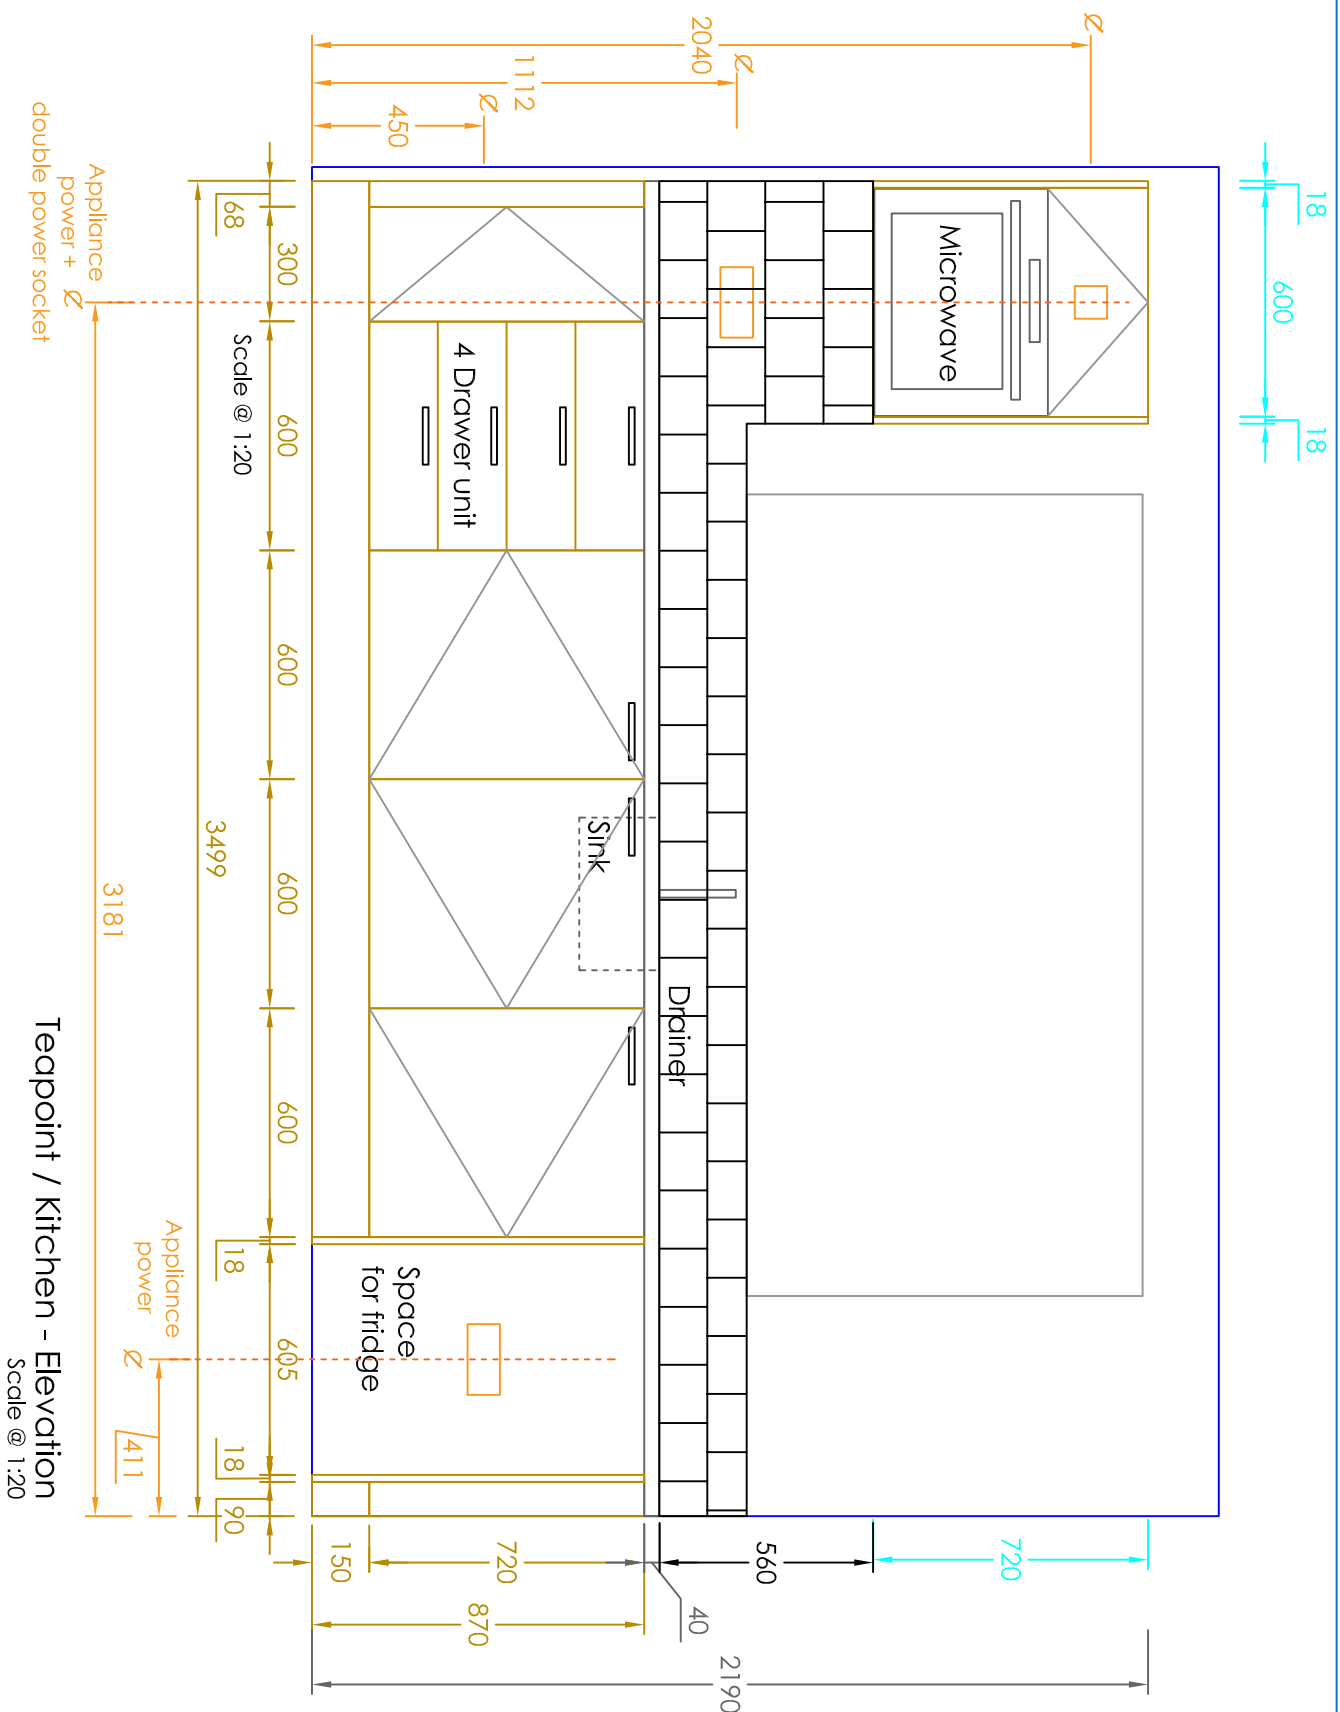 18
600
18
2040
1112
450
Microwave
720
560
40
2190
720
870
150
4 Drawer unit
Sink
Drainer
Space
for fridge
68
300
600
600
600
600
18
605
18
90
Scale @ 1:20
3499
Appliance
power + Ø
double power socket
3181
Appliance
power
Ø
411
Ø
Ø
Ø
Teapoint / Kitchen - Elevation
Scale @ 1:20